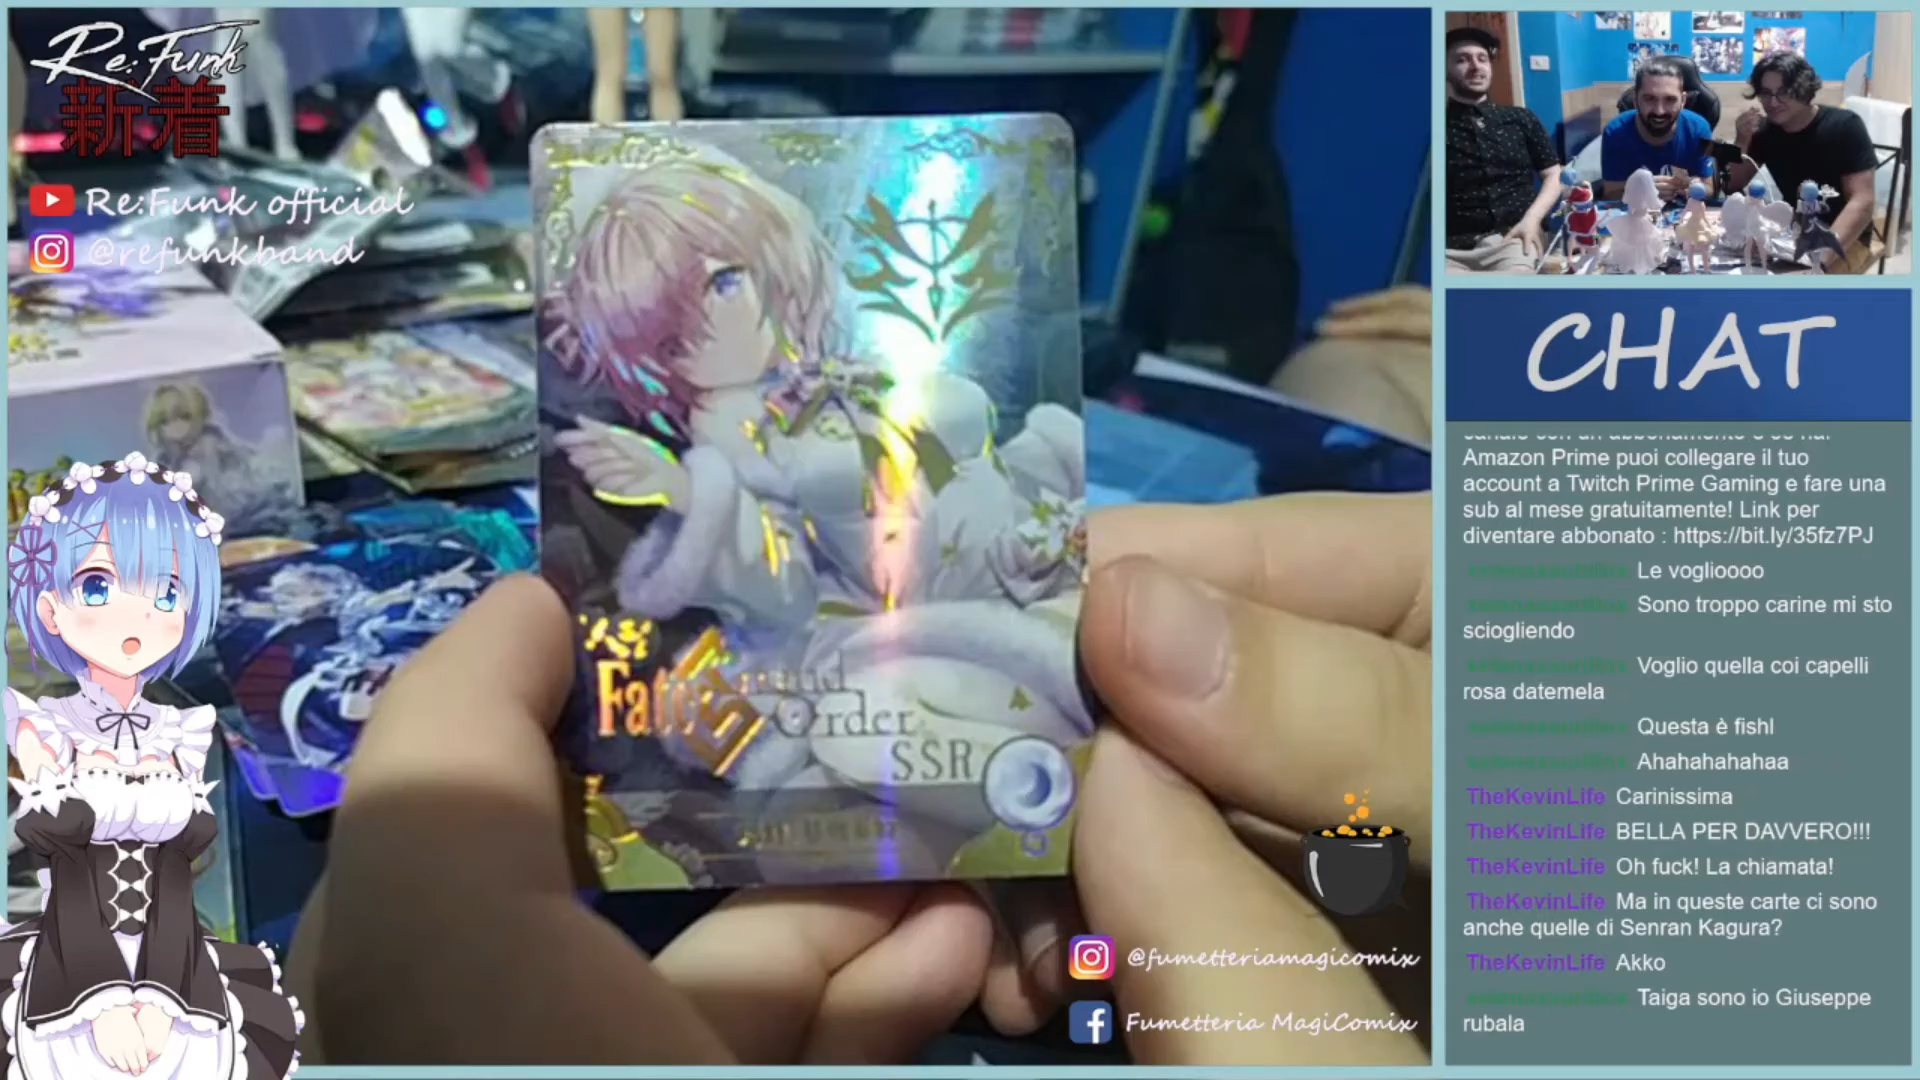 Re:Funk
新着
Re:Funk official
@refunkband
Fate
Grand
Order
SSR
CHAT
Amazon Prime puoi collegare il tuo
account a Twitch Prime Gaming e fare una
sub al mese gratuitamente! Link per
diventare abbonato : https://bit.ly/35fz7PJ
Le voglioooo
Sono troppo carine mi sto
sciogliendo
Voglio quella coi capelli
rosa datemela
Questa è fishl
Ahahahahahaa
TheKevinLife Carinissima
TheKevinLife BELLA PER DAVVERO!!!
TheKevinLife Oh fuck! La chiamata!
TheKevinLife Ma in queste carte ci sono
anche quelle di Senran Kagura?
TheKevinLife Akko
Taiga sono io Giuseppe
rubala
@fumetteriamagicomix
Fumetteria MagiComix